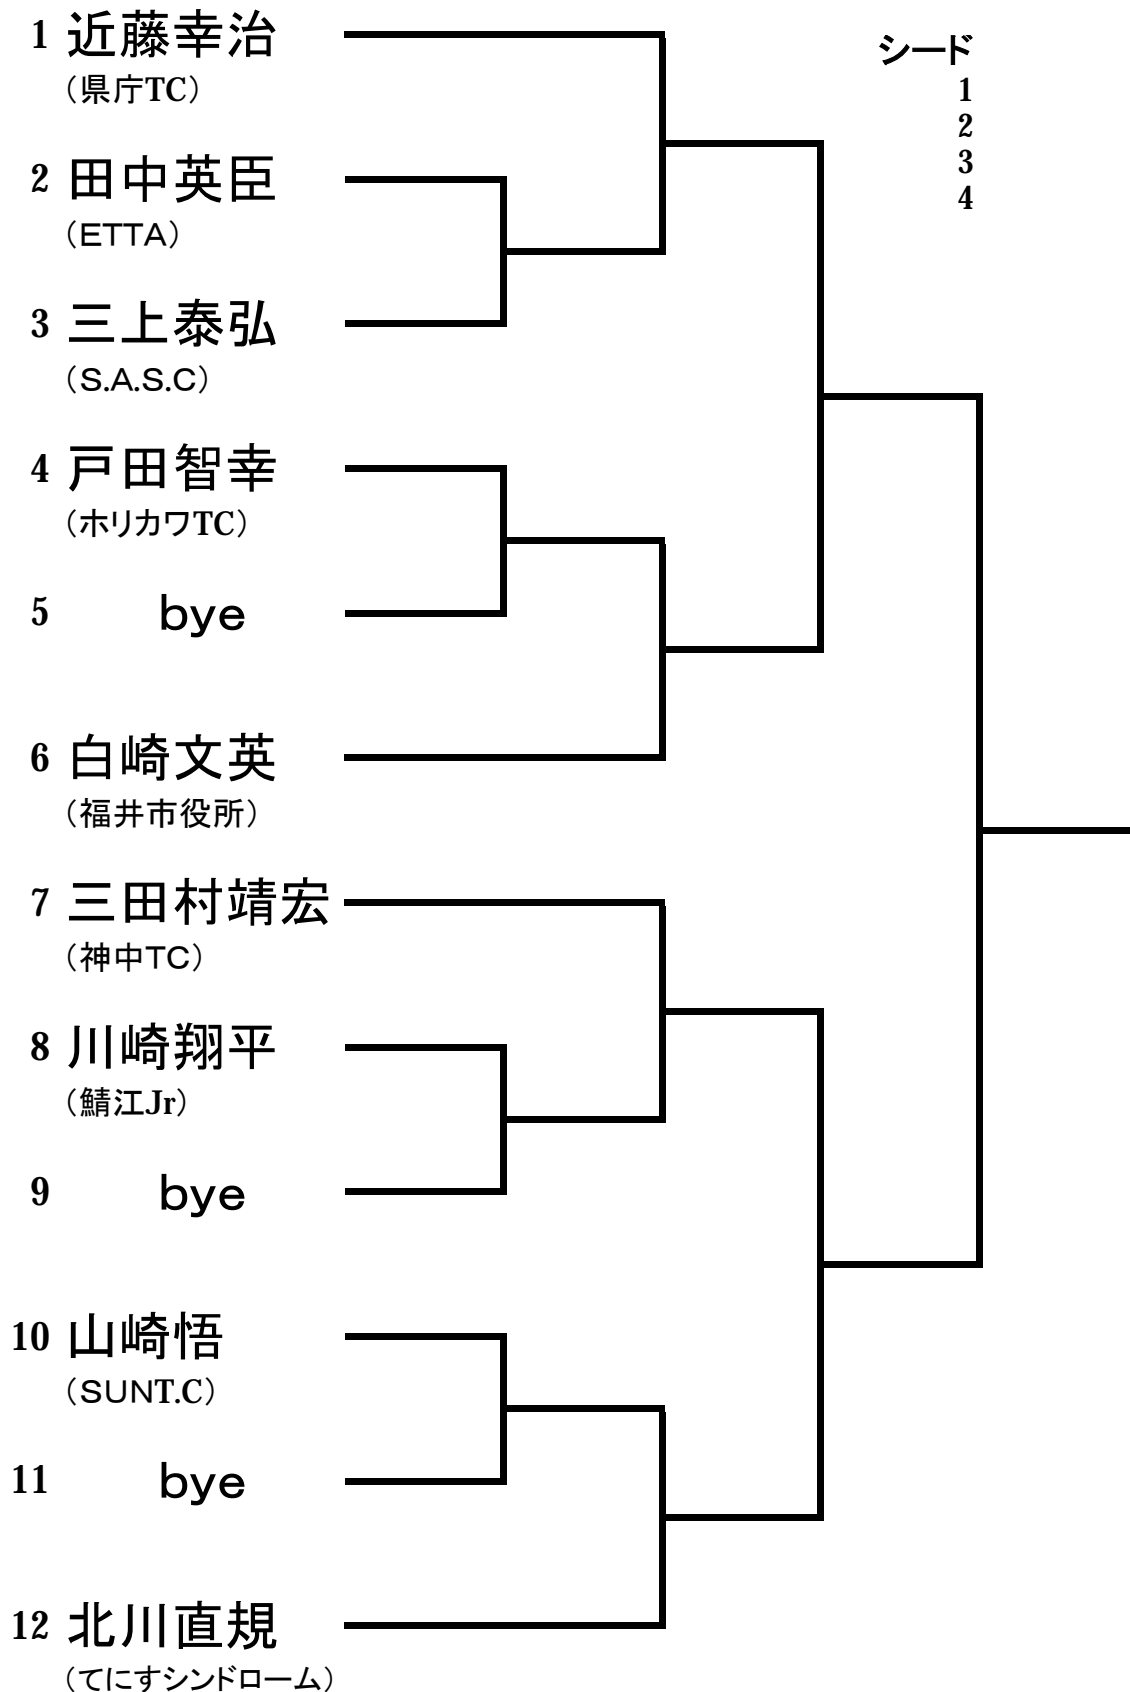 1 近藤幸治
（県庁TC）
2 田中英臣
（ETTA）
3 三上泰弘
（S.A.S.C）
4 戸田智幸
（ホリカワTC）
5 bye
6 白崎文英
（福井市役所）
7 三田村靖宏
（神中TC）
8 川崎翔平
（鯖江Jr）
9 bye
10 山崎悟
（SUNT.C）
11 bye
12 北川直規
（てにすシンドローム）
シード
1
2
3
4